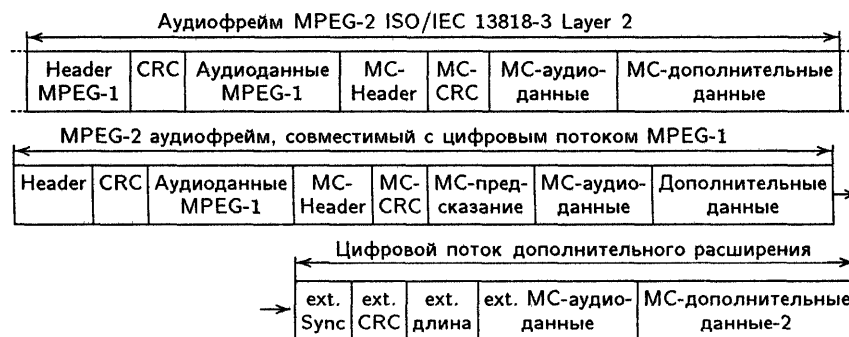 Аудиофрейм MPEG-2 ISO/IEC 13818-3 Layer 2
Header MPEG-1
CRC
Аудиоданные MPEG-1
MC-Header
MC-CRC
MC-аудио-данные
MC-дополнительные данные
MPEG-2 аудиофрейм, совместимый с цифровым потоком MPEG-1
Header
CRC
Аудиоданные MPEG-1
MC-Header
MC-CRC
MC-пред-сказание
MC-аудио-данные
Дополнительные данные
Цифровой поток дополнительного расширения
ext. Sync
ext. CRC
ext. длина
ext. MC-аудио-данные
MC-дополнительные данные-2